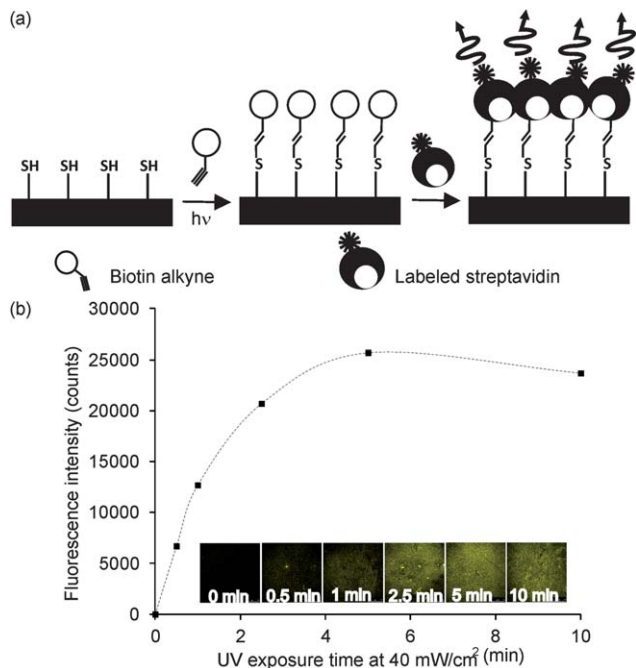 (a)
SH SH SH SH
hν
S S S S
S S S S
Biotin alkyne
Labeled streptavidin
(b)
30000
25000
20000
15000
10000
5000
0
Fluorescence intensity (counts)
0 min 0.5 min 1 min 2.5 min 5 min 10 min
0 2 4 6 8 10
UV exposure time at 40 mW/cm² (min)